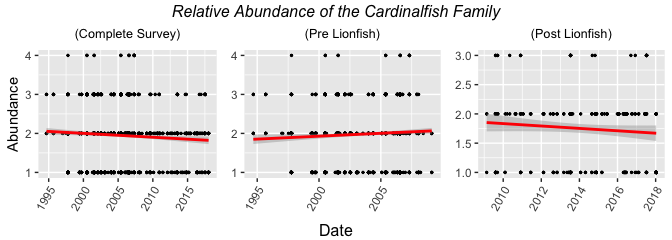 Relative Abundance of the Cardinalfish Family
(Complete Survey) (Pre Lionfish) (Post Lionfish)
Abundance
4
3
2
1
1995 2000 2005 2010 2015
4
3
2
1
1995 2000 2005
3.0
2.5
2.0
1.5
1.0
2010 2012 2014 2016 2018
Date